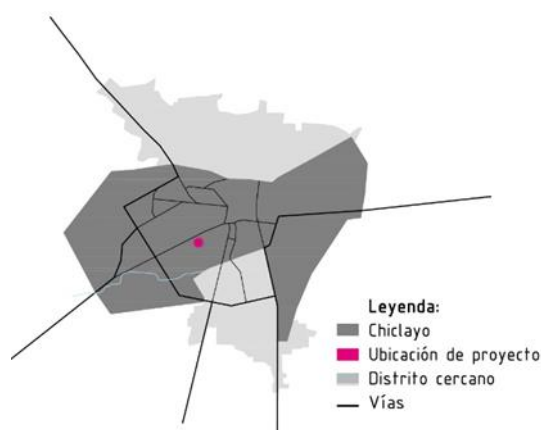 Leyenda:
Chiclayo
Ubicación de proyecto
Distrito cercano
Vías